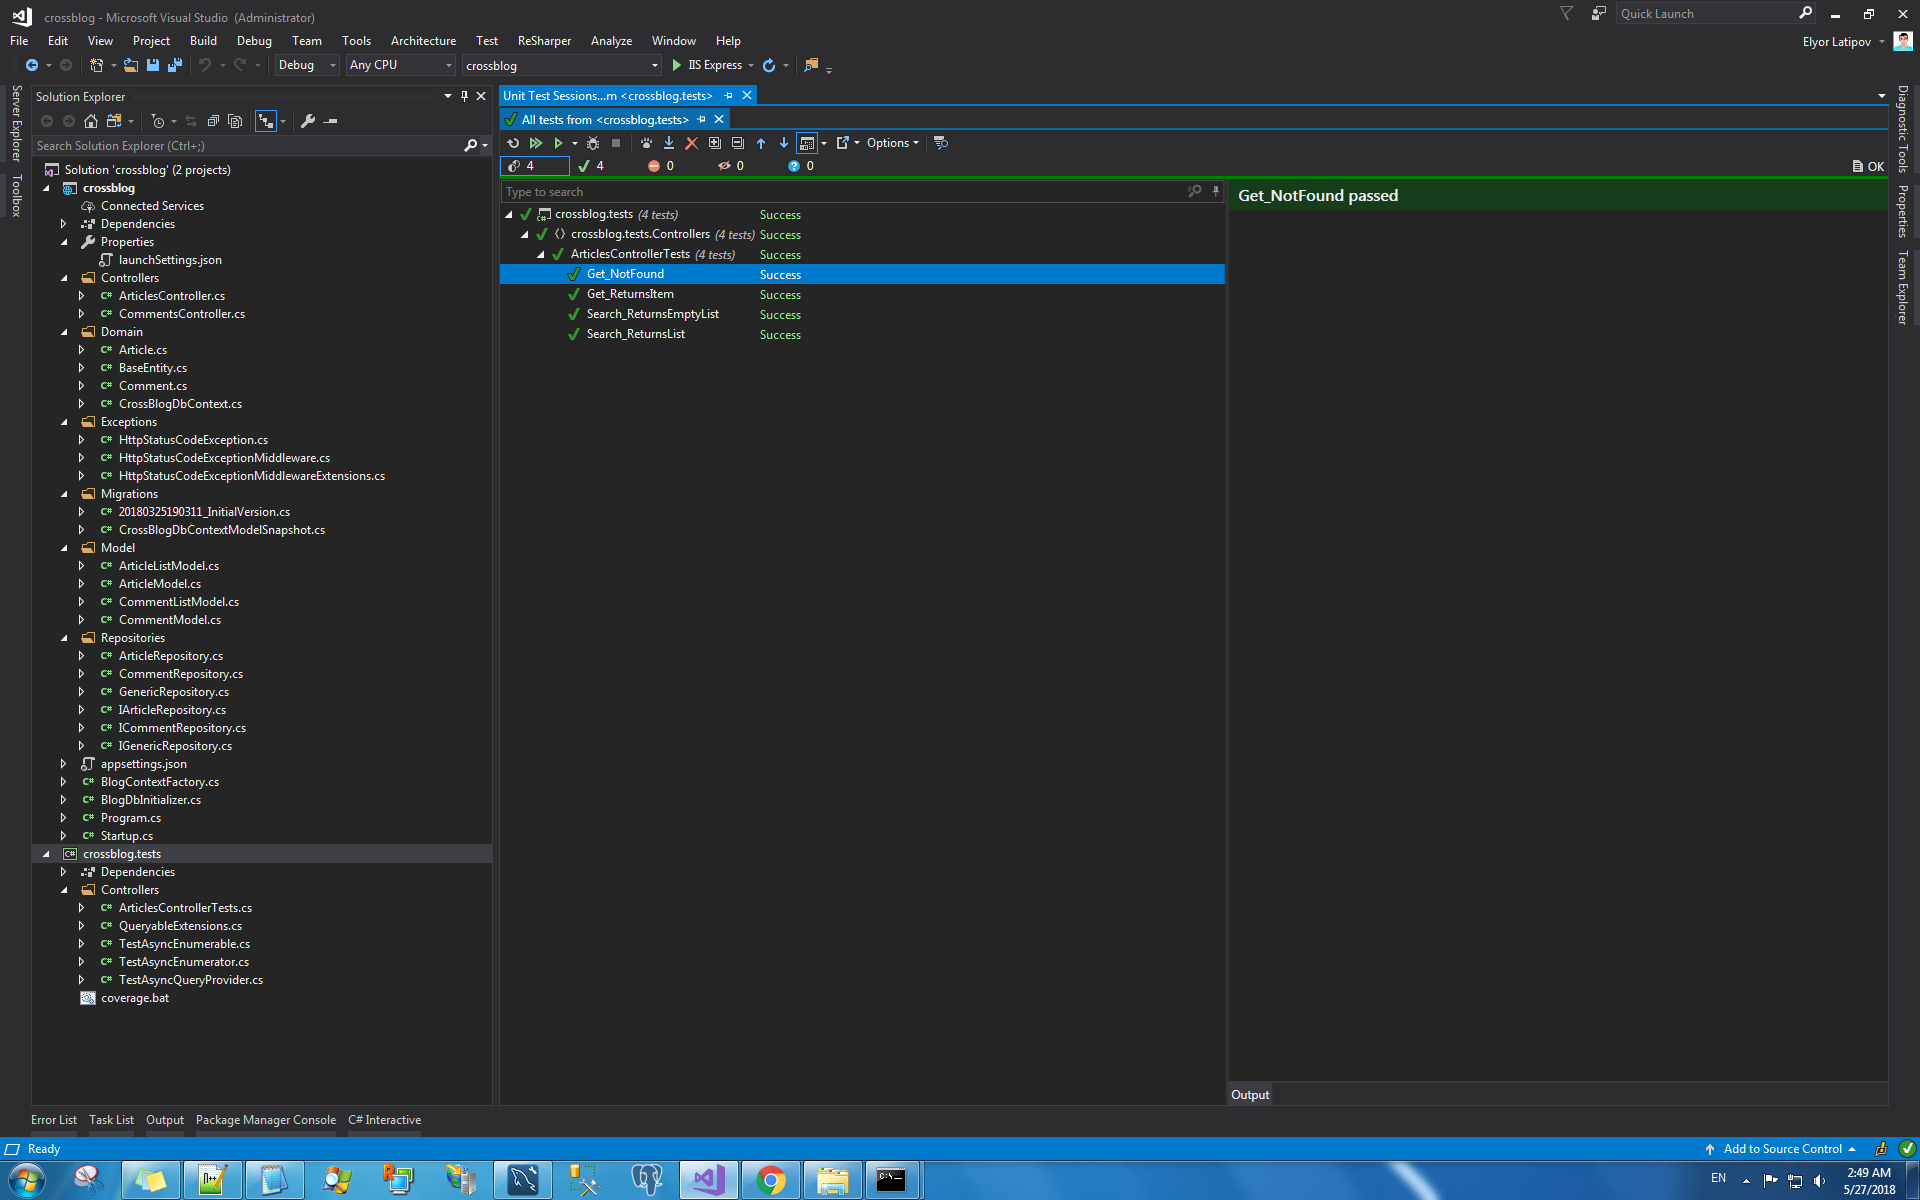 crossblog - Microsoft Visual Studio (Administrator)
Quick Launch
File Edit View Project Build Debug Team Tools Architecture Test ReSharper Analyze Window Help
Elyor Latipov
Debug Any CPU crossblog IIS Express
Server Explorer
Toolbox
Solution Explorer
Search Solution Explorer (Ctrl+;)
Solution 'crossblog' (2 projects)
crossblog
Connected Services
Dependencies
Properties
launchSettings.json
Controllers
C# ArticlesController.cs
C# CommentsController.cs
Domain
C# Article.cs
C# BaseEntity.cs
C# Comment.cs
C# CrossBlogDbContext.cs
Exceptions
C# HttpStatusCodeException.cs
C# HttpStatusCodeExceptionMiddleware.cs
C# HttpStatusCodeExceptionMiddlewareExtensions.cs
Migrations
C# 20180325190311_InitialVersion.cs
C# CrossBlogDbContextModelSnapshot.cs
Model
C# ArticleListModel.cs
C# ArticleModel.cs
C# CommentListModel.cs
C# CommentModel.cs
Repositories
C# ArticleRepository.cs
C# CommentRepository.cs
C# GenericRepository.cs
C# IArticleRepository.cs
C# ICommentRepository.cs
C# IGenericRepository.cs
appsettings.json
C# BlogContextFactory.cs
C# BlogDbInitializer.cs
C# Program.cs
C# Startup.cs
C# crossblog.tests
Dependencies
Controllers
C# ArticlesControllerTests.cs
C# QueryableExtensions.cs
C# TestAsyncEnumerable.cs
C# TestAsyncEnumerator.cs
C# TestAsyncQueryProvider.cs
coverage.bat
Unit Test Sessions...m <crossblog.tests>
All tests from <crossblog.tests>
Options
4 4 0 0 ? 0
OK
Type to search
crossblog.tests (4 tests) Success
crossblog.tests.Controllers (4 tests) Success
ArticlesControllerTests (4 tests) Success
Get_NotFound Success
Get_ReturnsItem Success
Search_ReturnsEmptyList Success
Search_ReturnsList Success
Get_NotFound passed
Output
Diagnostic Tools
Properties
Team Explorer
Error List Task List Output Package Manager Console C# Interactive
Ready
Add to Source Control
EN
2:49 AM
5/27/2018